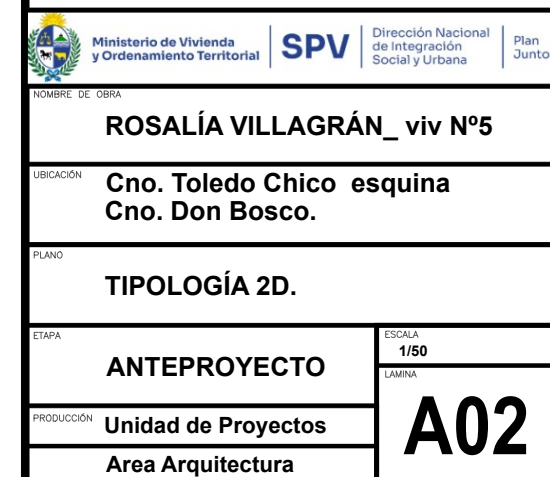 Ministerio de Vivienda
y Ordenamiento Territorial
SPV
Dirección Nacional
de Integración
Social y Urbana
Plan
Junto
NOMBRE DE OBRA
ROSALÍA VILLAGRÁN_ viv Nº5
UBICACIÓN
Cno. Toledo Chico esquina
Cno. Don Bosco.
PLANO
TIPOLOGÍA 2D.
ETAPA
ANTEPROYECTO
ESCALA
1/50
LAMINA
A02
PRODUCCIÓN
Unidad de Proyectos
Area Arquitectura